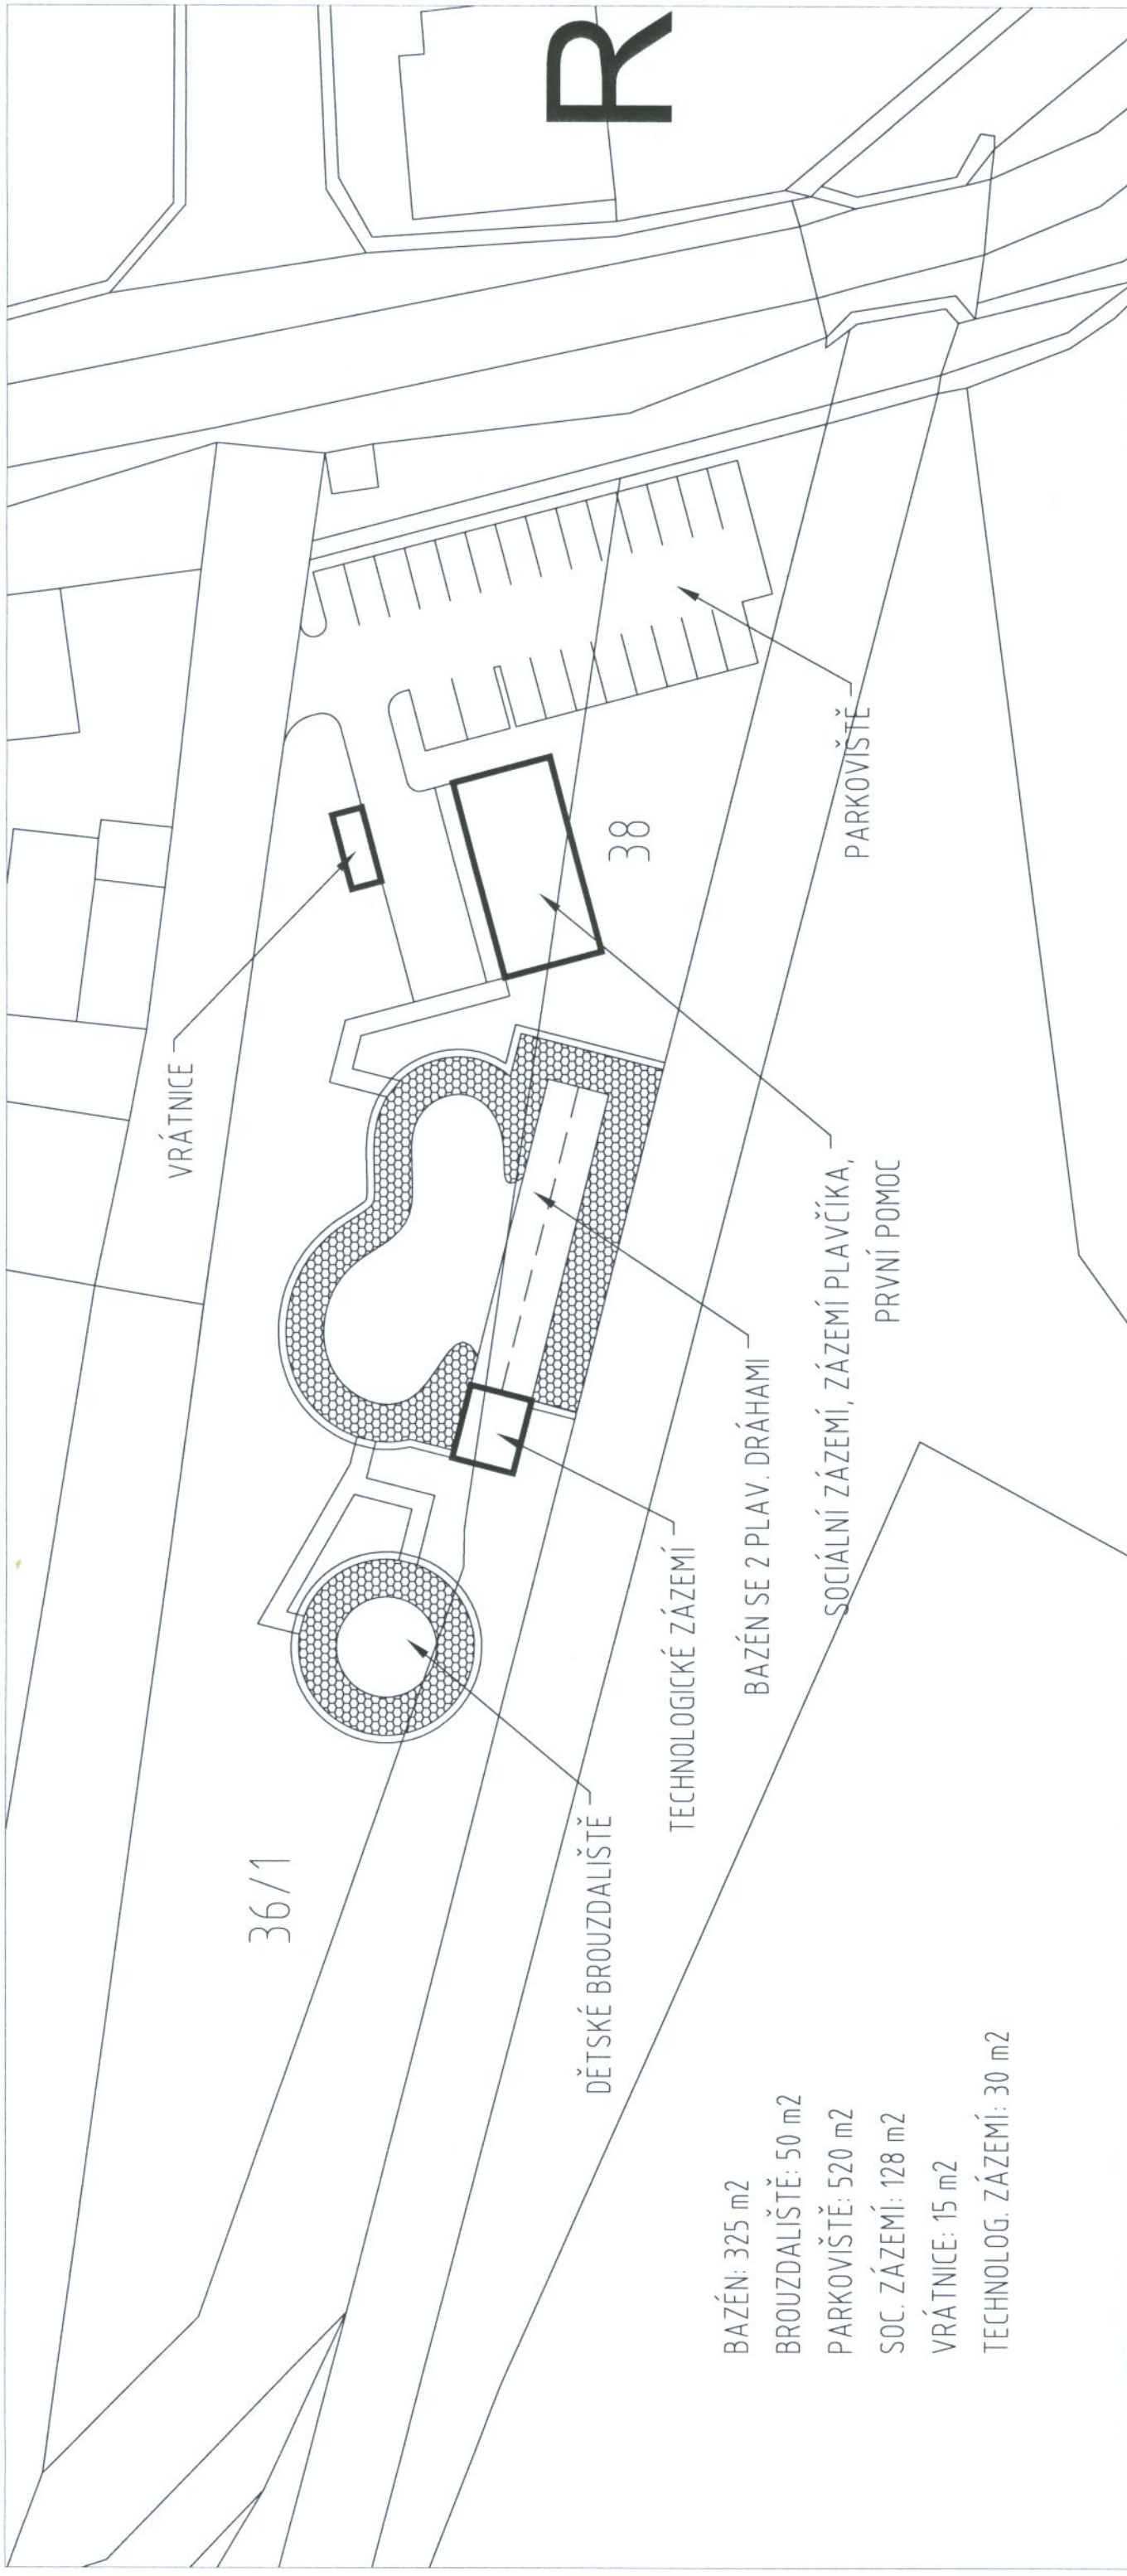 R
VRÁTNICE
38
PARKOVIŠTĚ
SOCIÁLNÍ ZÁZEMÍ, ZÁZEMÍ PLAVČÍKA,
PRVNÍ POMOC
BAZÉN SE 2 PLAV. DRÁHAMI
TECHNOLOGICKÉ ZÁZEMÍ
DĚTSKÉ BROUZDALIŠTĚ
36/1
BAZÉN: 325 m2
BROUZDALIŠTĚ: 50 m2
PARKOVIŠTĚ: 520 m2
SOC. ZÁZEMÍ: 128 m2
VRÁTNICE: 15 m2
TECHNOLOG. ZÁZEMÍ: 30 m2